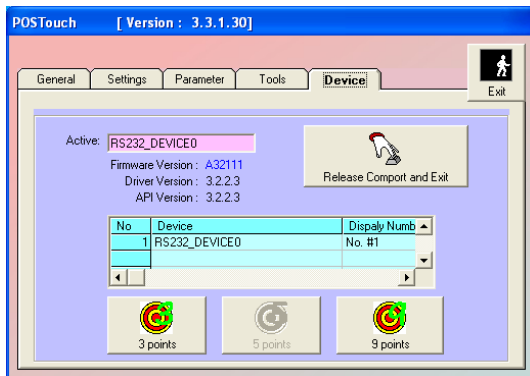 POSTouch [ Version : 3.3.1.30]
Exit
General Settings Parameter Tools Device
Active: RS232_DEVICE0
Firmware Version : A32111
Driver Version : 3.2.2.3
API Version : 3.2.2.3
Release Comport and Exit
No Device Dispaly Numb
1 RS232_DEVICE0 No. #1
3 points 5 points 9 points